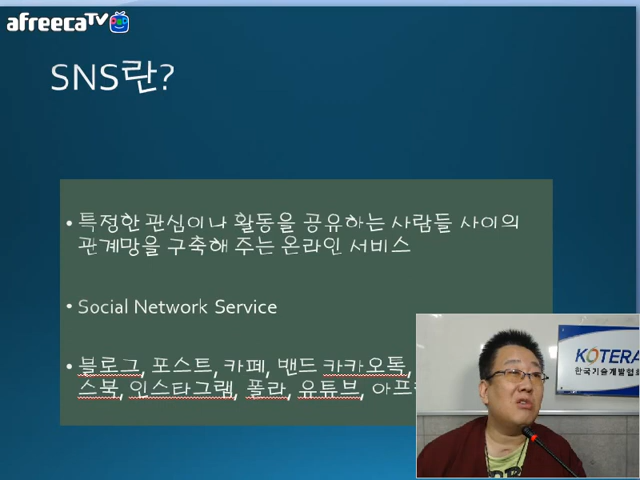 afreecaTV
SNS란?
• 특정한 관심이나 활동을 공유하는 사람들 사이의
관계망을 구축해 주는 온라인 서비스
• Social Network Service
• 블로그, 포스트, 카페, 밴드 카카오톡,
스북, 인스타그램, 폴라, 유튜브, 아프
KOTERA
한국기술개발협회